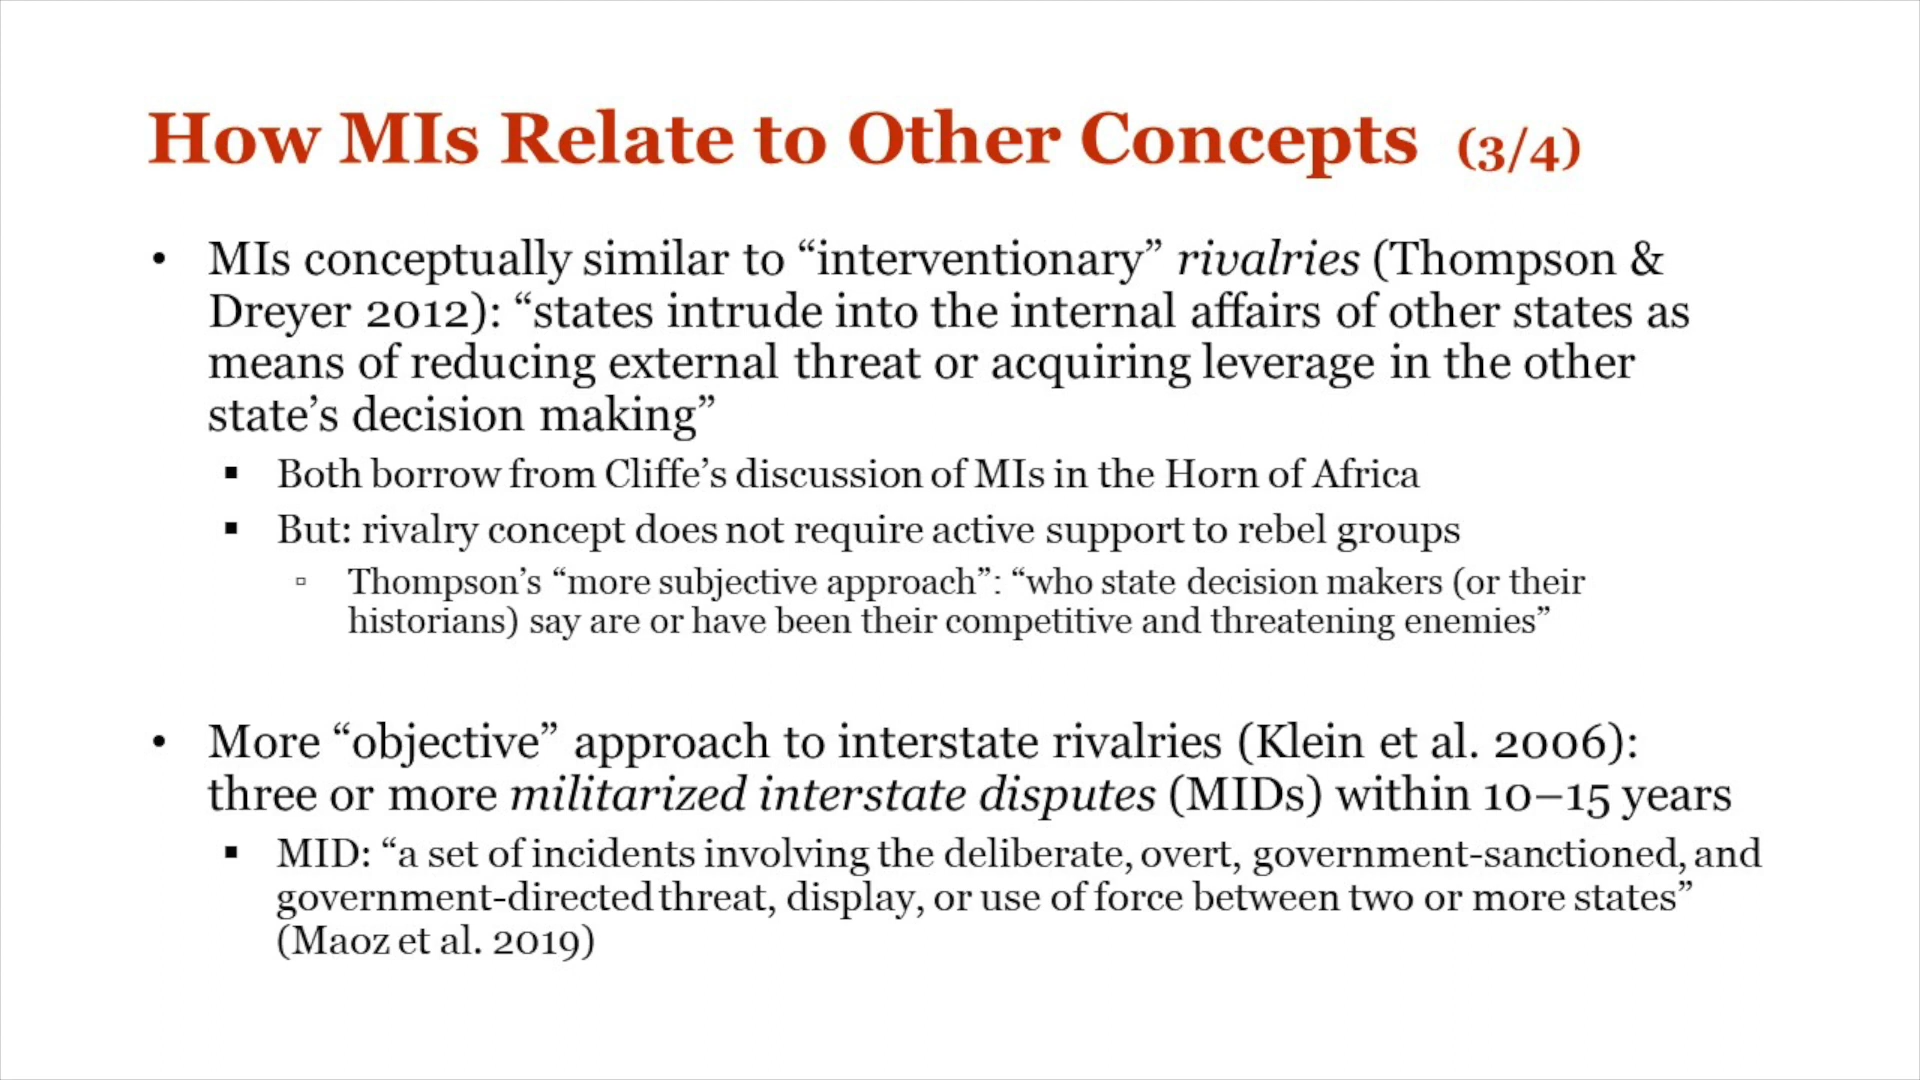 How MIs Relate to Other Concepts (3/4)
• MIs conceptually similar to “interventionary” rivalries (Thompson &
Dreyer 2012): “states intrude into the internal affairs of other states as
means of reducing external threat or acquiring leverage in the other
state’s decision making”
▪ Both borrow from Cliffe’s discussion of MIs in the Horn of Africa
▪ But: rivalry concept does not require active support to rebel groups
▫ Thompson’s “more subjective approach”: “who state decision makers (or their
historians) say are or have been their competitive and threatening enemies”
• More “objective” approach to interstate rivalries (Klein et al. 2006):
three or more militarized interstate disputes (MIDs) within 10–15 years
▪ MID: “a set of incidents involving the deliberate, overt, government-sanctioned, and
government-directed threat, display, or use of force between two or more states”
(Maoz et al. 2019)